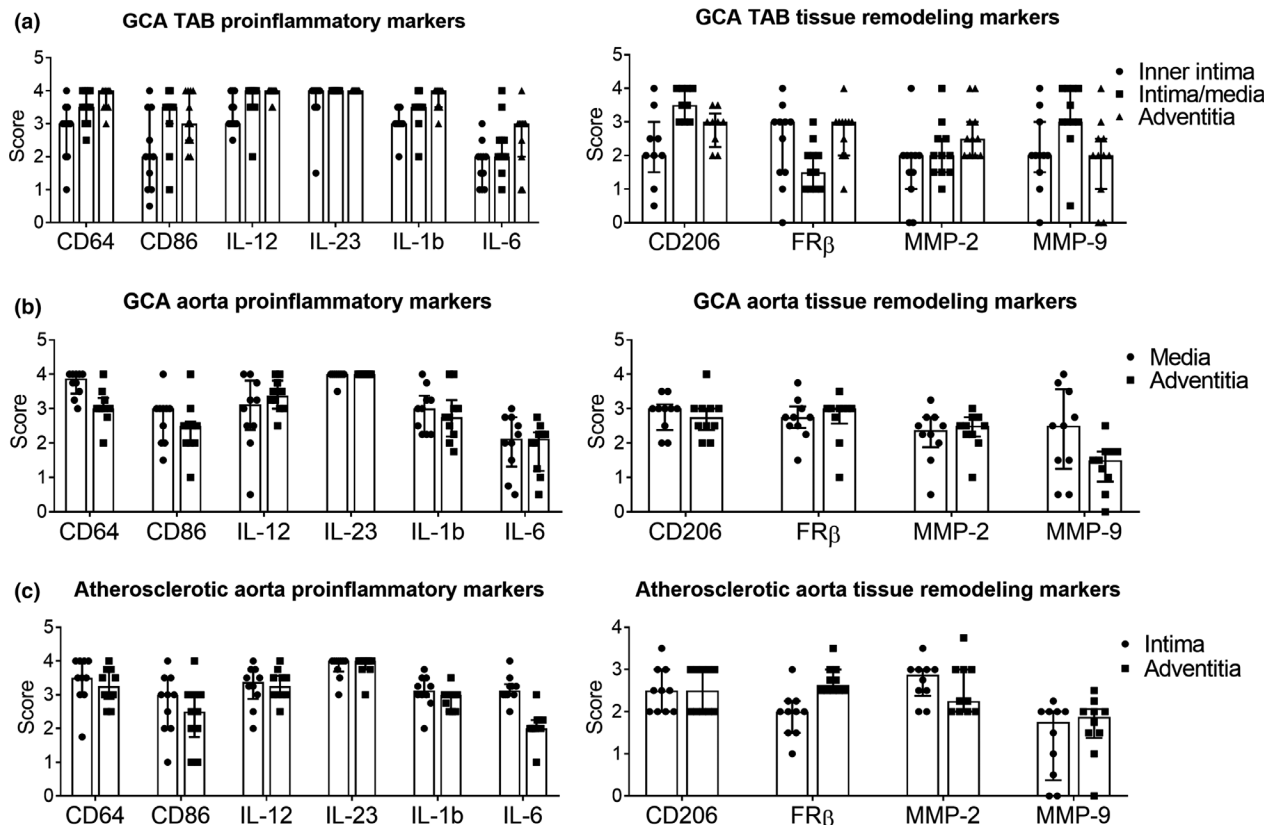 (a)
GCA TAB proinflammatory markers
Score
5
4
3
2
1
0
CD64 CD86 IL-12 IL-23 IL-1b IL-6
GCA TAB tissue remodeling markers
Score
5
4
3
2
1
0
CD206 FRβ MMP-2 MMP-9
Inner intima
Intima/media
Adventitia
(b)
GCA aorta proinflammatory markers
Score
5
4
3
2
1
0
CD64 CD86 IL-12 IL-23 IL-1b IL-6
GCA aorta tissue remodeling markers
Score
5
4
3
2
1
0
CD206 FRβ MMP-2 MMP-9
Media
Adventitia
(c)
Atherosclerotic aorta proinflammatory markers
Score
5
4
3
2
1
0
CD64 CD86 IL-12 IL-23 IL-1b IL-6
Atherosclerotic aorta tissue remodeling markers
Score
4
3
2
1
0
CD206 FRβ MMP-2 MMP-9
Intima
Adventitia